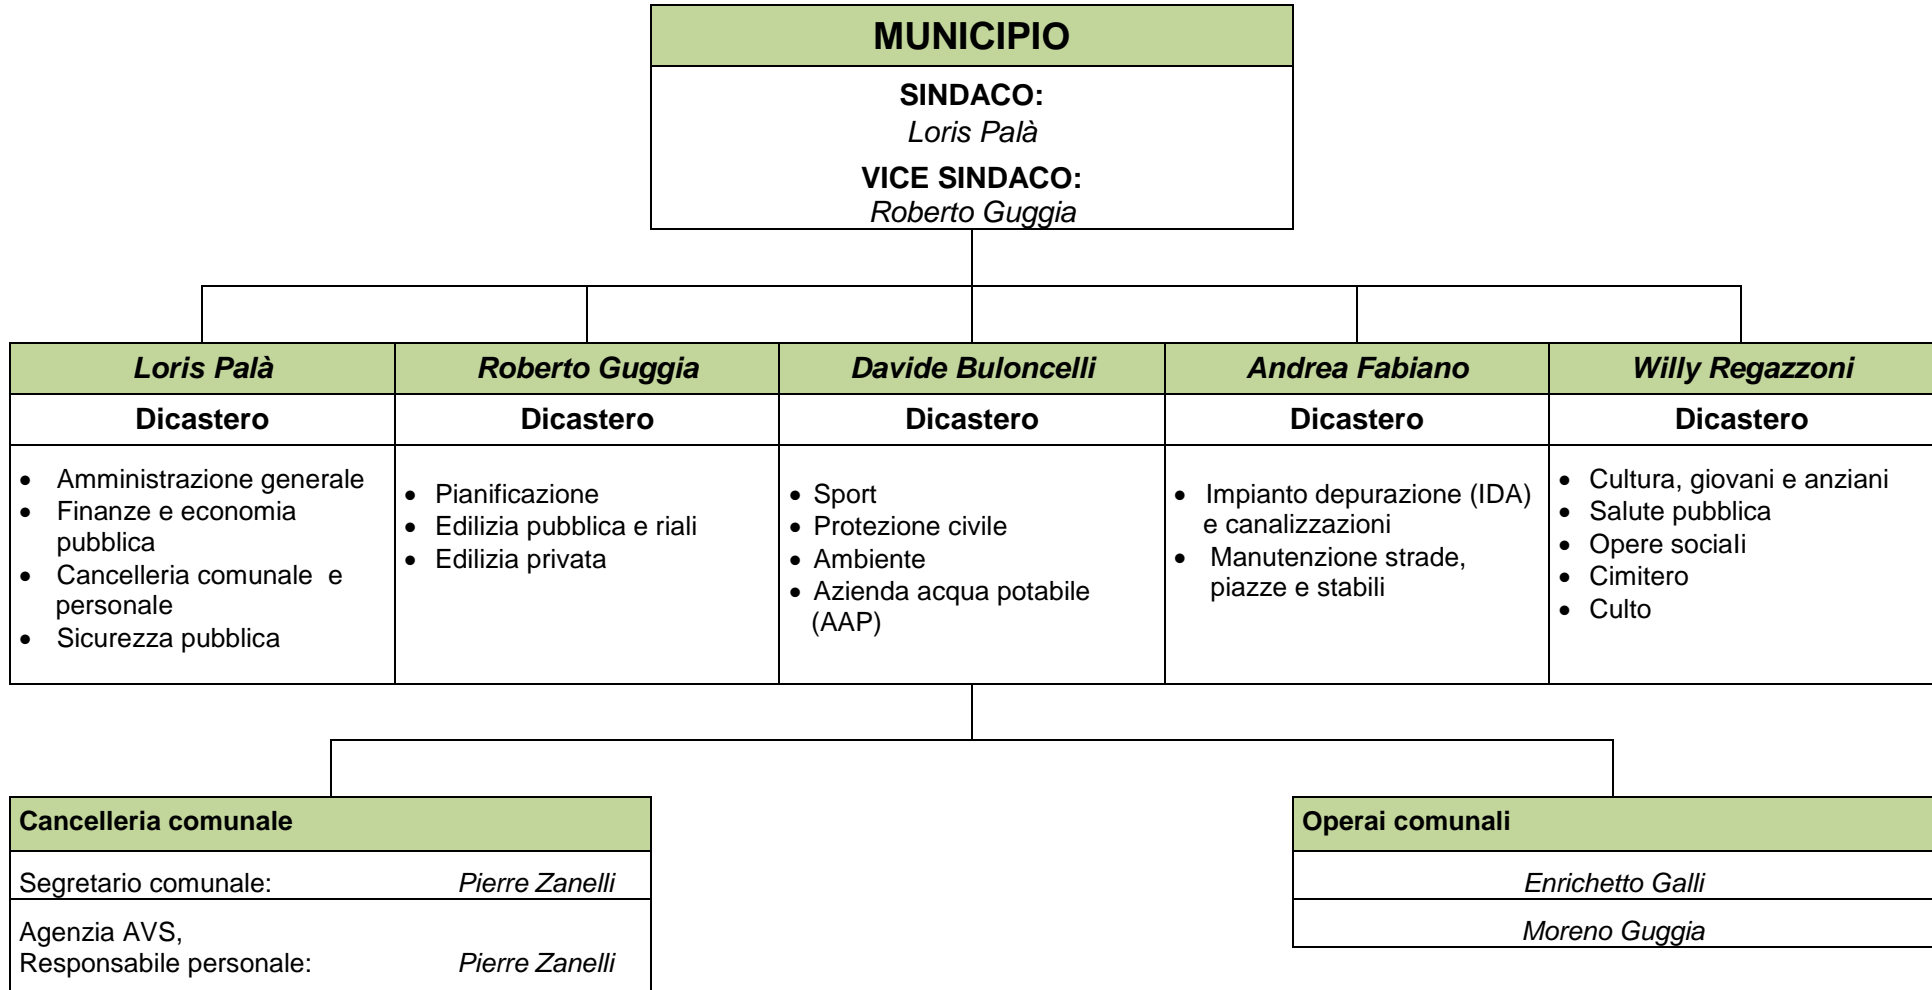 MUNICIPIO
SINDACO:
Loris Palà
VICE SINDACO:
Roberto Guggia
Loris Palà
Dicastero
• Amministrazione generale
• Finanze e economia
pubblica
• Cancelleria comunale e
personale
• Sicurezza pubblica
Roberto Guggia
Dicastero
• Pianificazione
• Edilizia pubblica e riali
• Edilizia privata
Davide Buloncelli
Dicastero
• Sport
• Protezione civile
• Ambiente
• Azienda acqua potabile
(AAP)
Andrea Fabiano
Dicastero
• Impianto depurazione (IDA)
e canalizzazioni
• Manutenzione strade,
piazze e stabili
Willy Regazzoni
Dicastero
• Cultura, giovani e anziani
• Salute pubblica
• Opere sociali
• Cimitero
• Culto
Cancelleria comunale
Segretario comunale: Pierre Zanelli
Agenzia AVS,
Responsabile personale: Pierre Zanelli
Operai comunali
Enrichetto Galli
Moreno Guggia